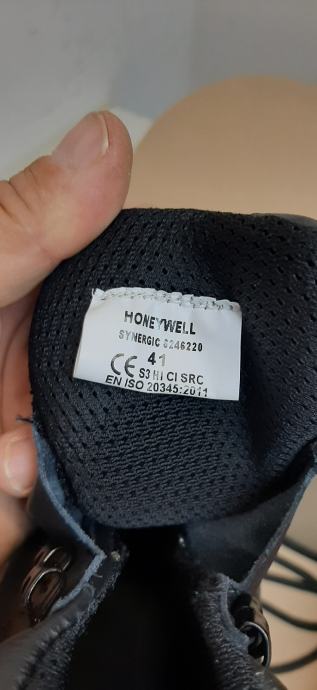 HONEYWELL
SYNERGIC 6246220
41
CE S3 HI CI SRC
EN ISO 20345:2011